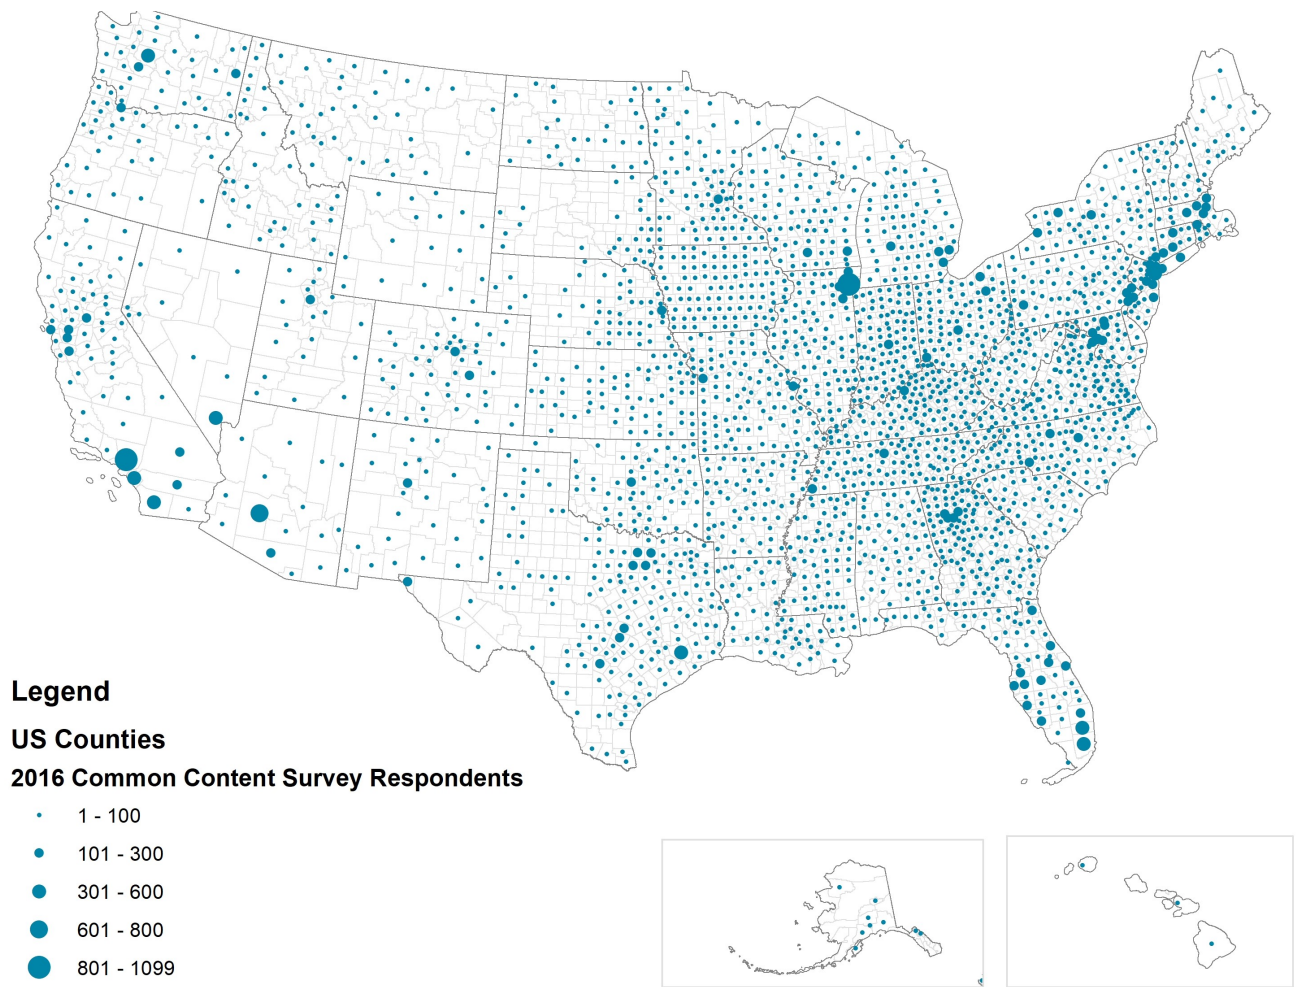 Legend
US Counties
2016 Common Content Survey Respondents
1 - 100
101 - 300
301 - 600
601 - 800
801 - 1099